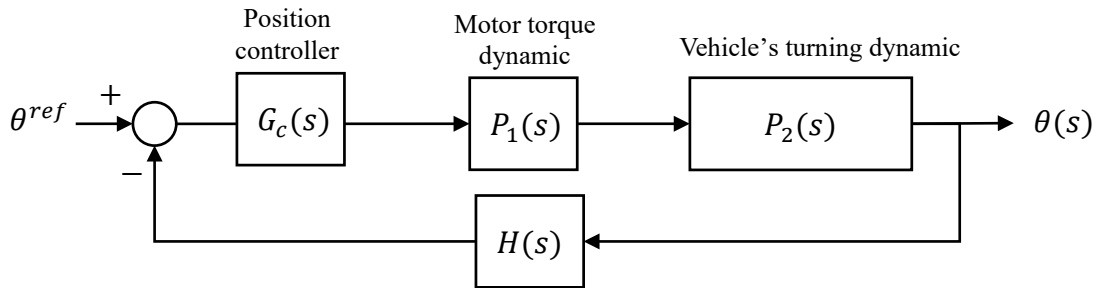 Position
controller
Motor torque
dynamic
Vehicle's turning dynamic
θ^{ref}
+
−
G_c(s)
P_1(s)
P_2(s)
θ(s)
H(s)